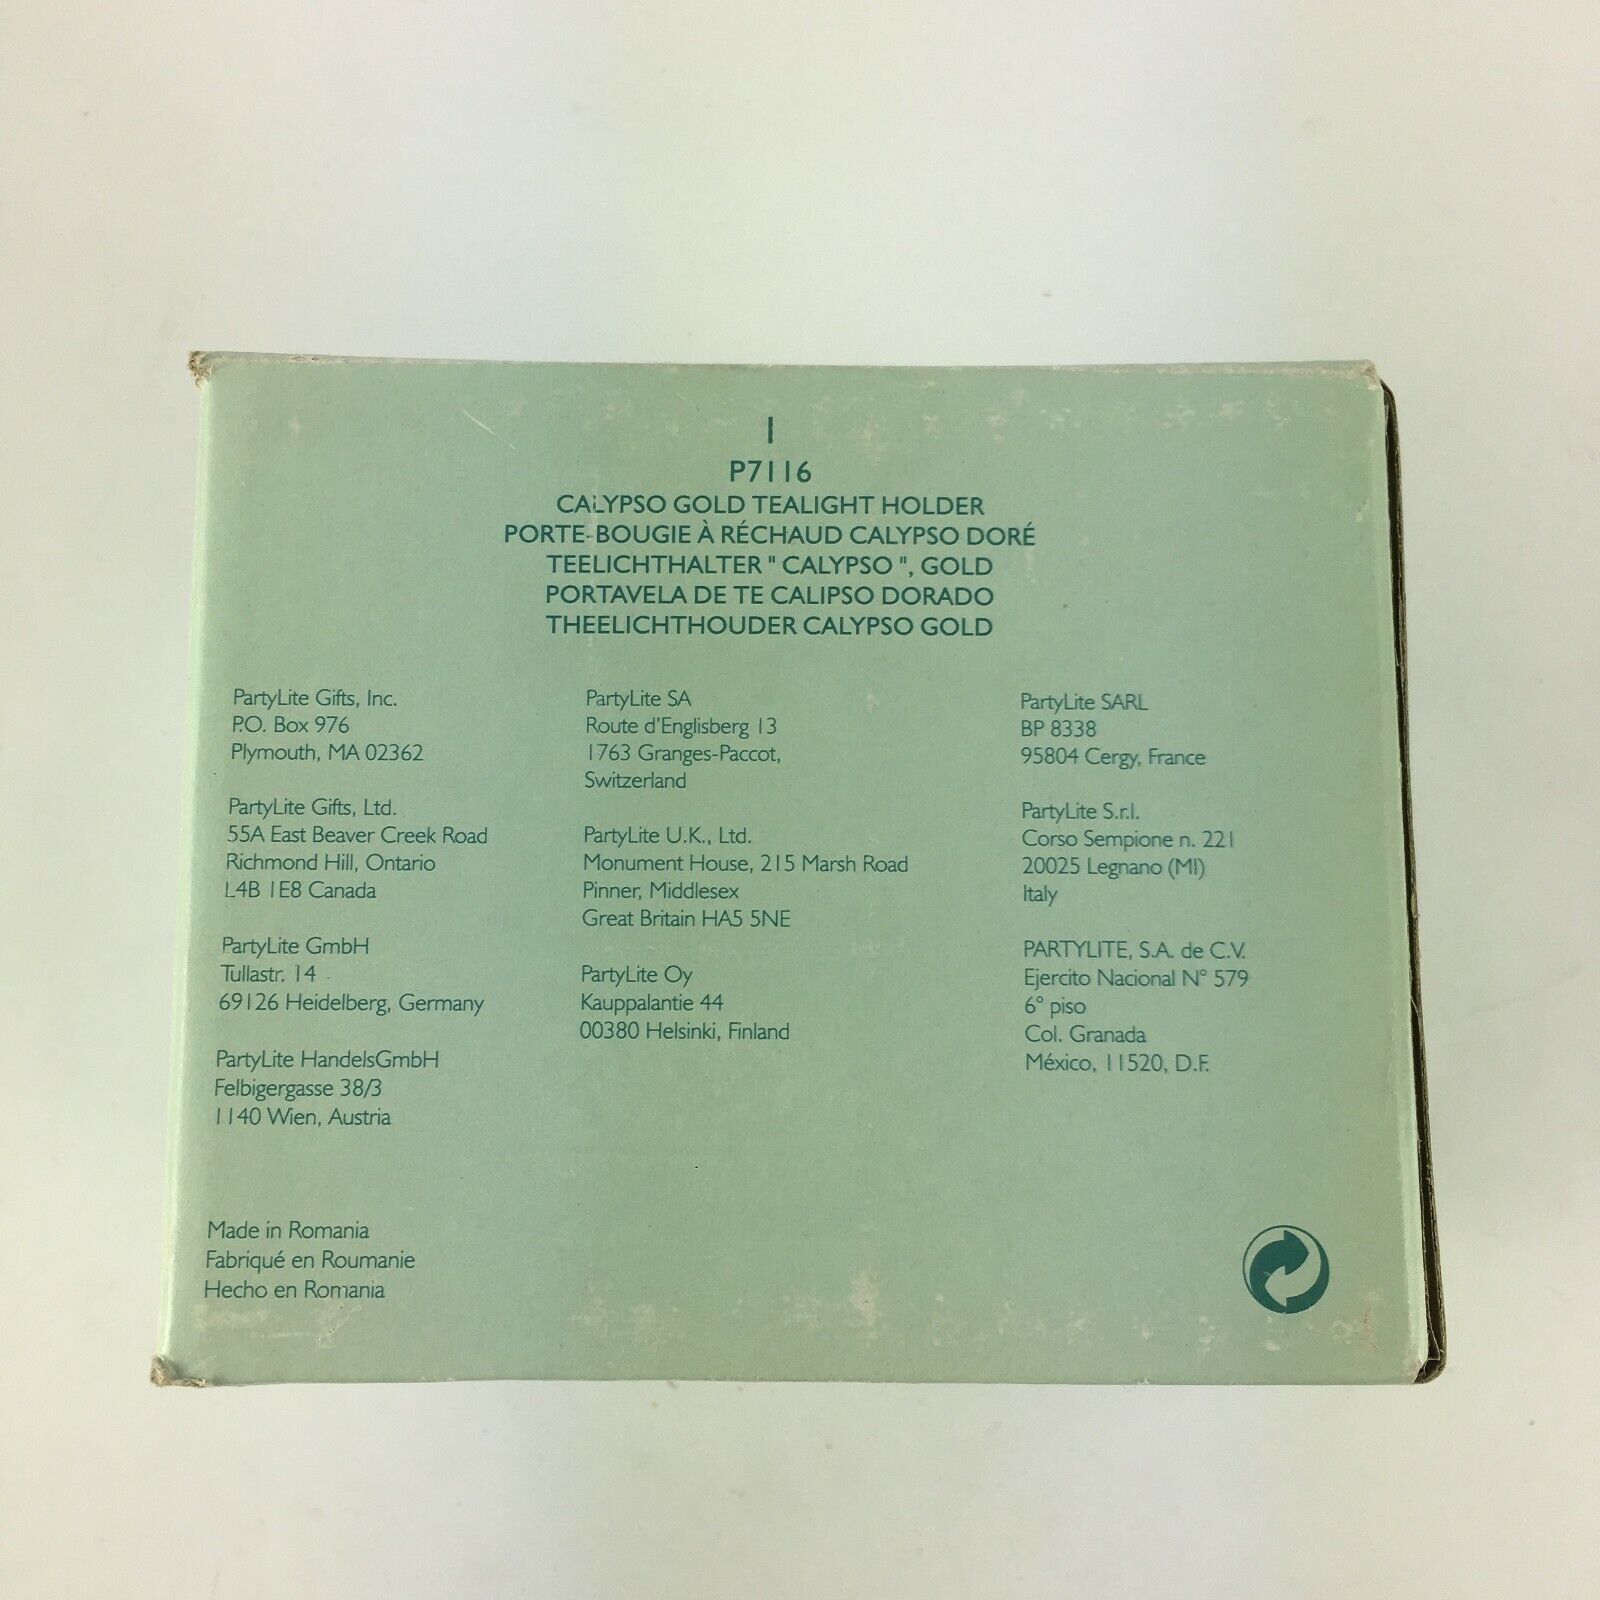 1
P7116
CALYPSO GOLD TEALIGHT HOLDER
PORTE-BOUGIE À RÉCHAUD CALYPSO DORÉ
TEELICHTHALTER " CALYPSO ", GOLD
PORTAVELA DE TE CALIPSO DORADO
THEELICHTHOUDER CALYPSO GOLD
PartyLite Gifts, Inc.
P.O. Box 976
Plymouth, MA 02362
PartyLite Gifts, Ltd.
55A East Beaver Creek Road
Richmond Hill, Ontario
L4B 1E8 Canada
PartyLite GmbH
Tullastr. 14
69126 Heidelberg, Germany
PartyLite HandelsGmbH
Felbigergasse 38/3
1140 Wien, Austria
PartyLite SA
Route d'Englisberg 13
1763 Granges-Paccot,
Switzerland
PartyLite U.K., Ltd.
Monument House, 215 Marsh Road
Pinner, Middlesex
Great Britain HA5 5NE
PartyLite Oy
Kauppalantie 44
00380 Helsinki, Finland
PartyLite SARL
BP 8338
95804 Cergy, France
PartyLite S.r.l.
Corso Sempione n. 221
20025 Legnano (MI)
Italy
PARTYLITE, S.A. de C.V.
Ejercito Nacional N° 579
6° piso
Col. Granada
México, 11520, D.F.
Made in Romania
Fabriqué en Roumanie
Hecho en Romania